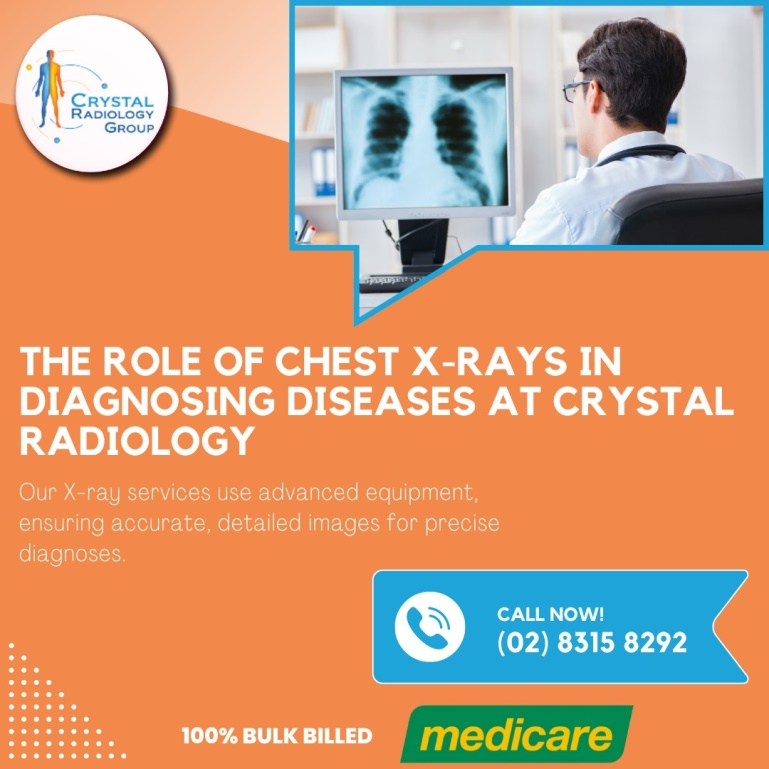 CRYSTAL
RADIOLOGY
GROUP
THE ROLE OF CHEST X-RAYS IN
DIAGNOSING DISEASES AT CRYSTAL
RADIOLOGY
Our X-ray services use advanced equipment,
ensuring accurate, detailed images for precise
diagnoses.
CALL NOW!
(02) 8315 8292
100% BULK BILLED
medicare